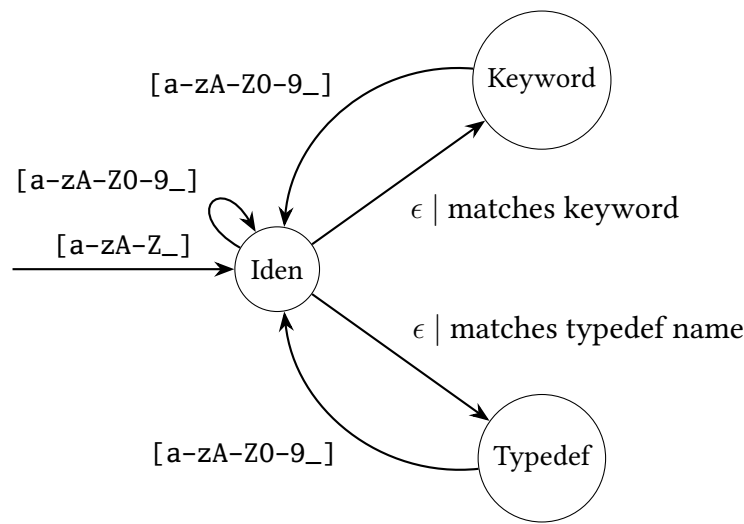 Keyword
[a-zA-Z0-9_]
[a-zA-Z0-9_]
ϵ | matches keyword
[a-zA-Z_]
Iden
ϵ | matches typedef name
[a-zA-Z0-9_]
Typedef